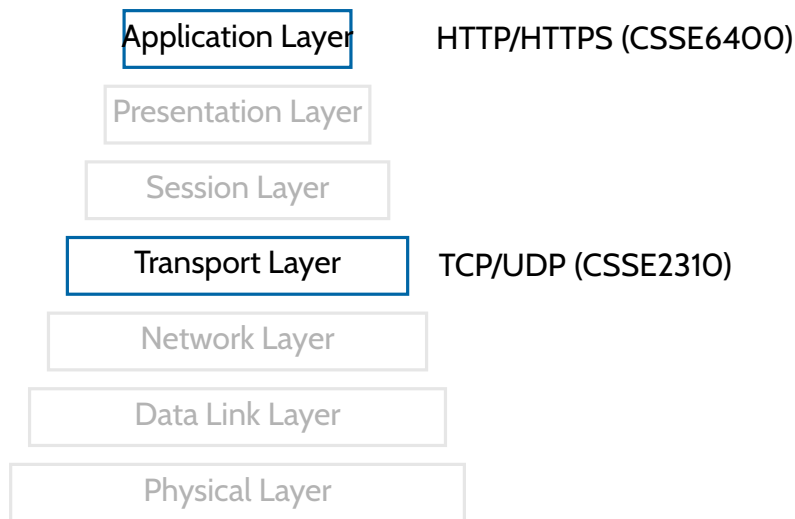 Application Layer HTTP/HTTPS (CSSE6400)
Presentation Layer
Session Layer
Transport Layer TCP/UDP (CSSE2310)
Network Layer
Data Link Layer
Physical Layer